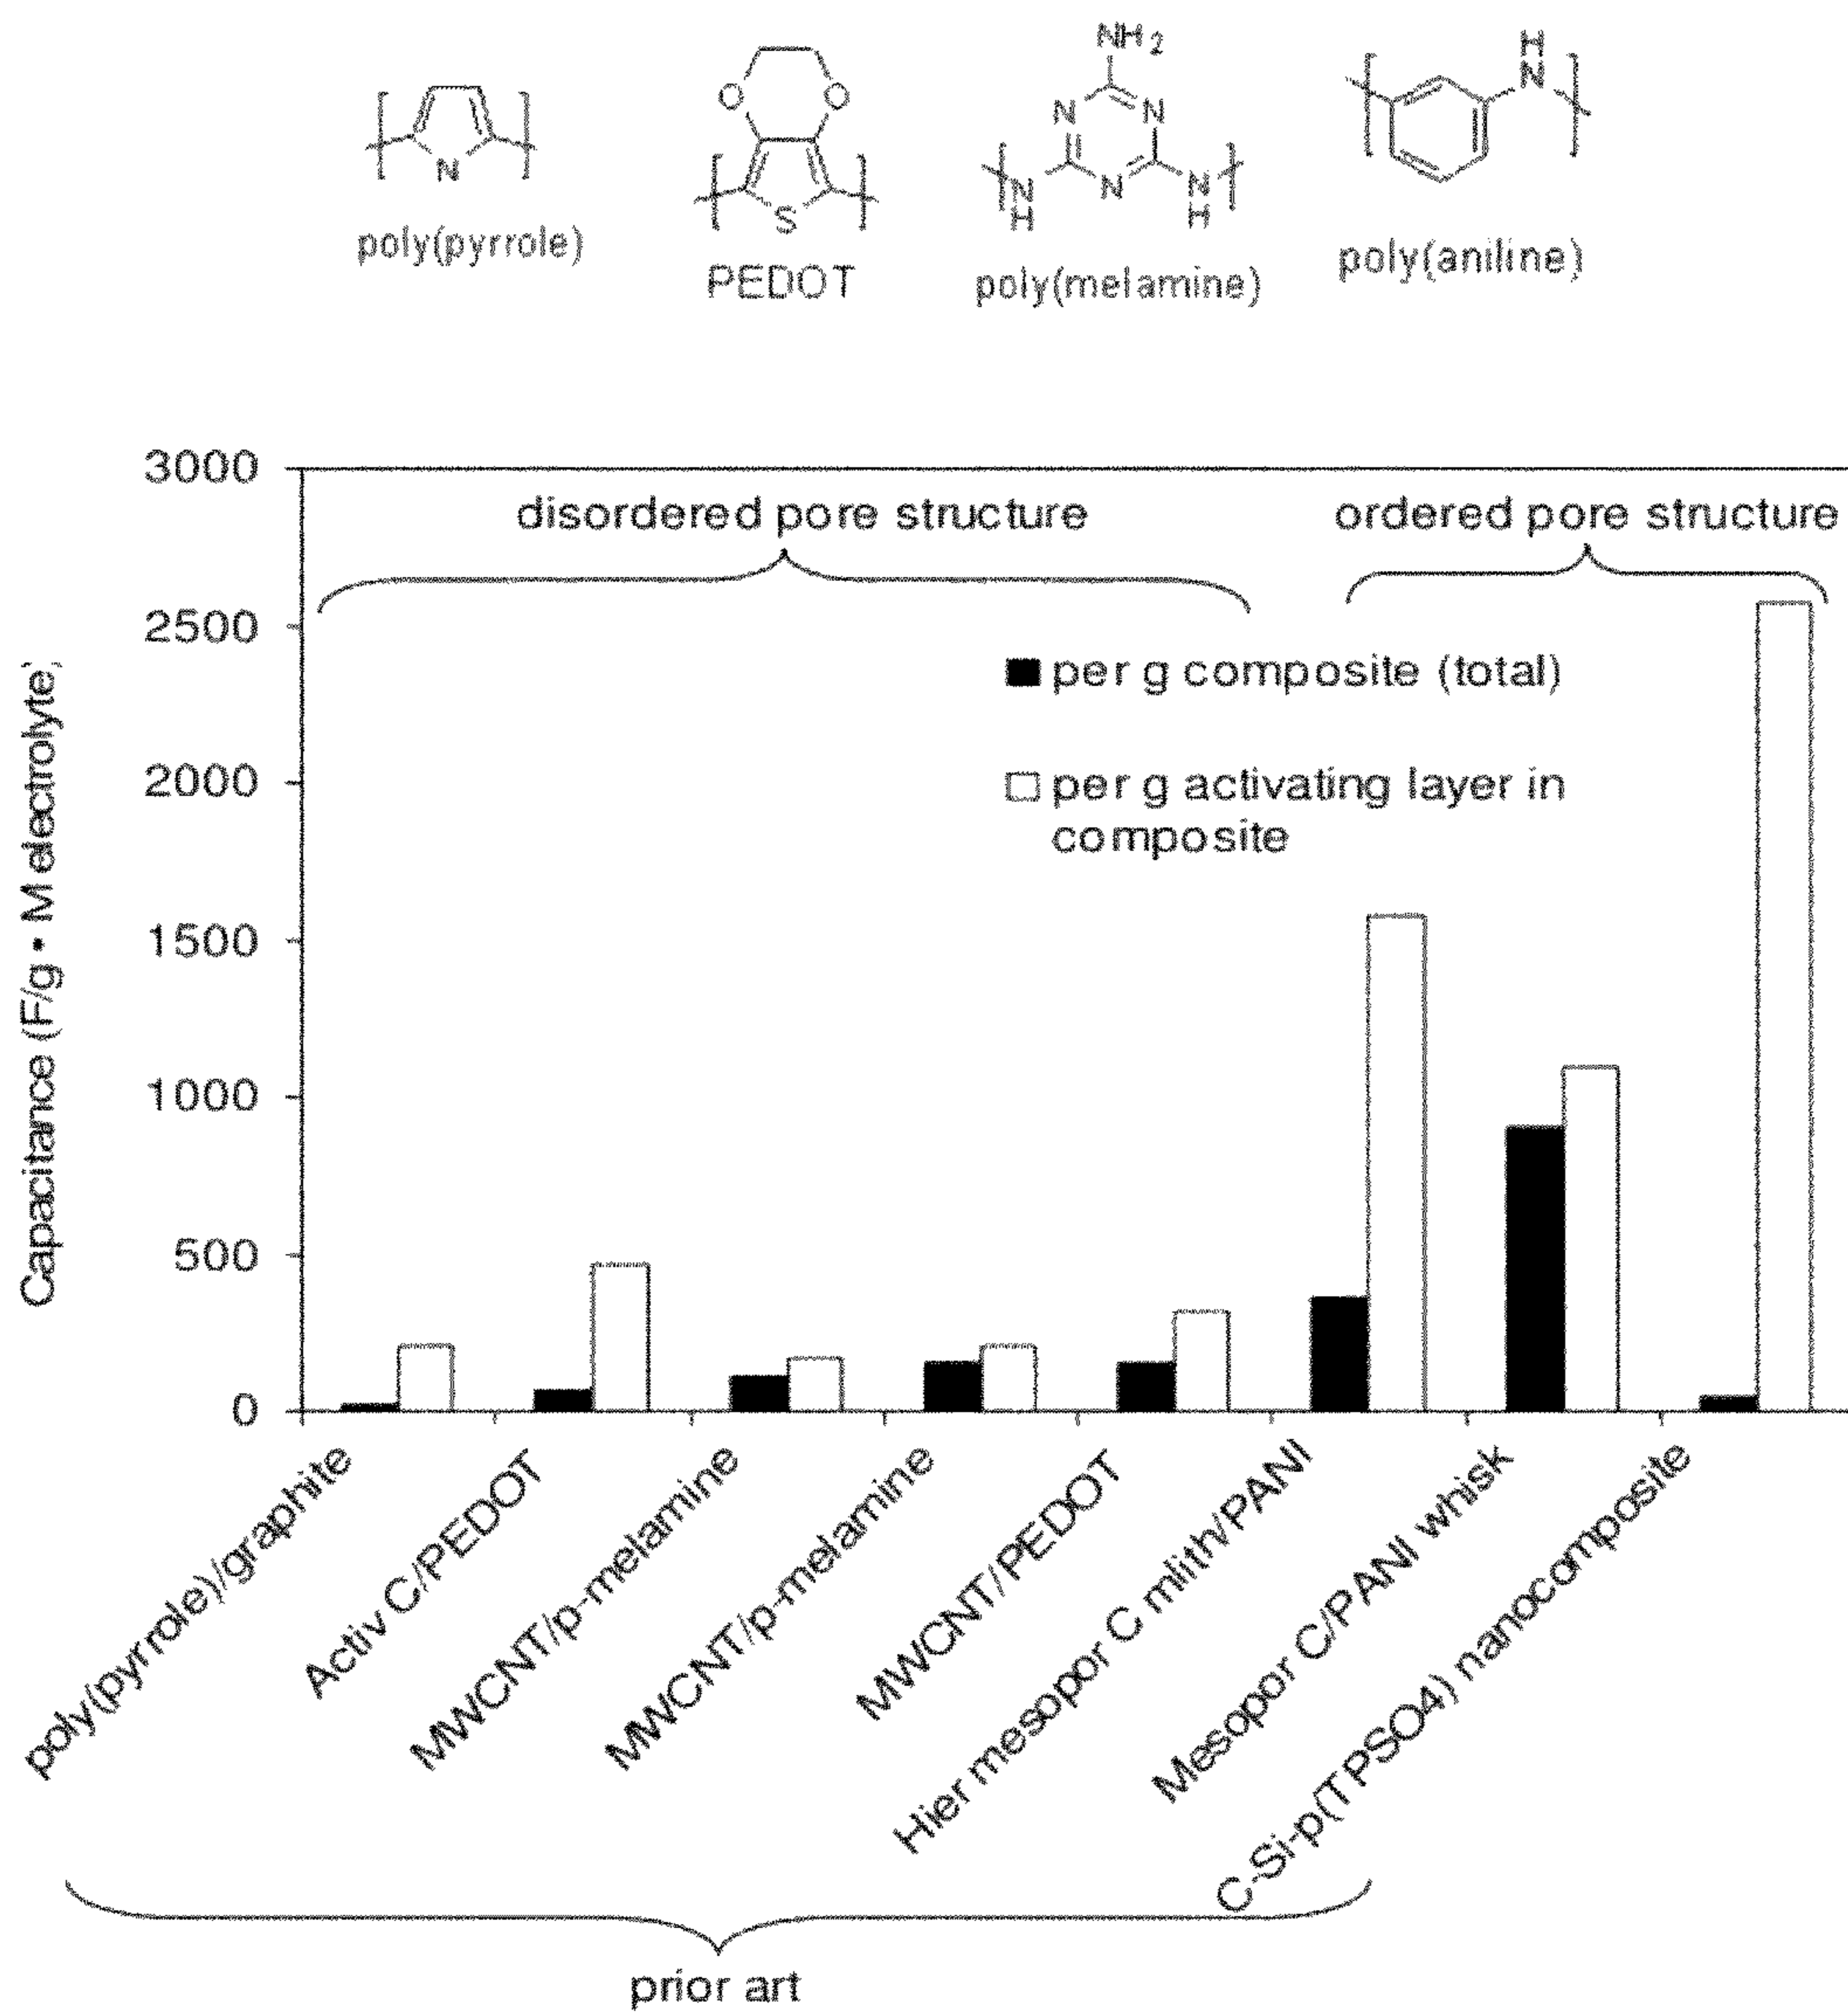 NH2
H
N
O O
N N
N
N
H
N
N
H
S
poly(pyrrole)
PEDOT
poly(melamine)
poly(aniline)
disordered pore structure
ordered pore structure
per g composite (total)
per g activating layer in
composite
Capacitance (F/g • M electrolyte)
3000
2500
2000
1500
1000
500
0
poly(pyrrole)/graphite
Activ C/PEDOT
MWCNT/p-melamine
MWCNT/p-melamine
MWCNT/PEDOT
Hier mesopor C mlith/PANI
Mesopor C/PANI whisk
C-Si-p(TPSO4) nanocomposite
prior art